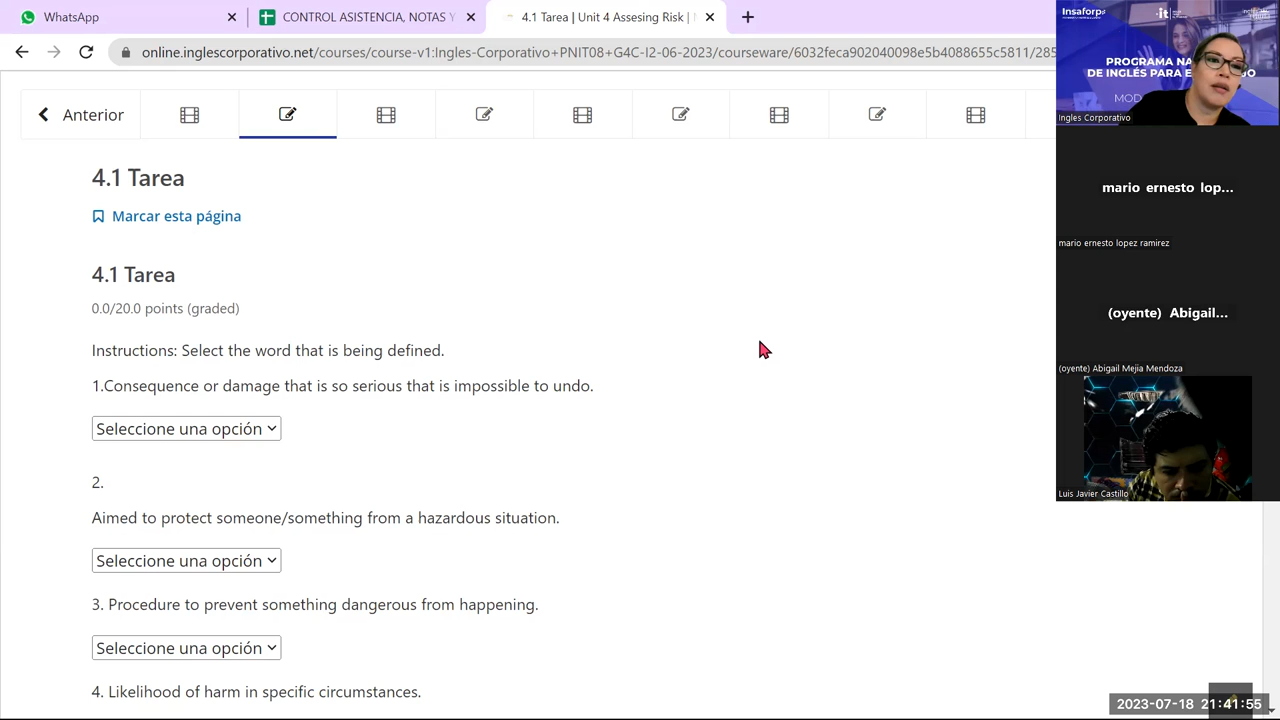 WhatsApp
CONTROL ASISTENCIA NOTAS Y
4.1 Tarea | Unit 4 Assesing Risk |
online.inglescorporativo.net/courses/course-v1:Ingles-Corporativo+PNIT08+G4C-I2-06-2023/courseware/6032feca902040098e5b4088655c5811/285
Anterior
4.1 Tarea
Marcar esta página
4.1 Tarea
0.0/20.0 points (graded)
Instructions: Select the word that is being defined.
1.Consequence or damage that is so serious that is impossible to undo.
Seleccione una opción
2.
Aimed to protect someone/something from a hazardous situation.
Seleccione una opción
3. Procedure to prevent something dangerous from happening.
Seleccione una opción
4. Likelihood of harm in specific circumstances.
Insaforp
it
PROGRAMA NA
DE INGLÉS PARA E
DO
MOD
Ingles Corporativo
mario ernesto lop...
mario ernesto lopez ramirez
(oyente) Abigail...
(oyente) Abigail Mejia Mendoza
Luis Javier Castillo
2023-07-18 21:41:55